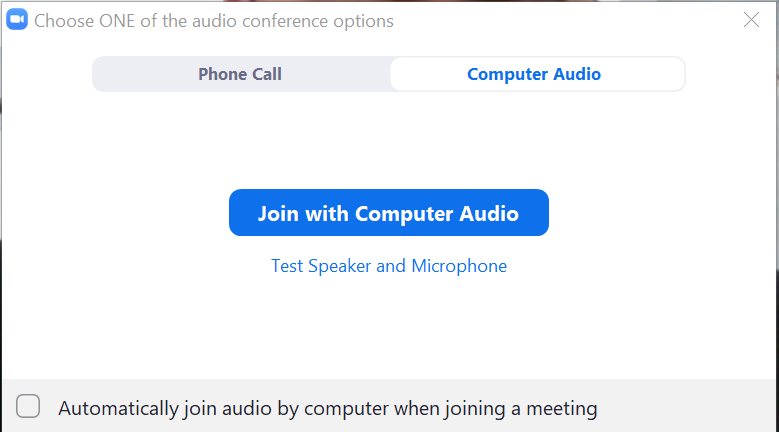 Choose ONE of the audio conference options
Phone Call
Computer Audio
Join with Computer Audio
Test Speaker and Microphone
Automatically join audio by computer when joining a meeting